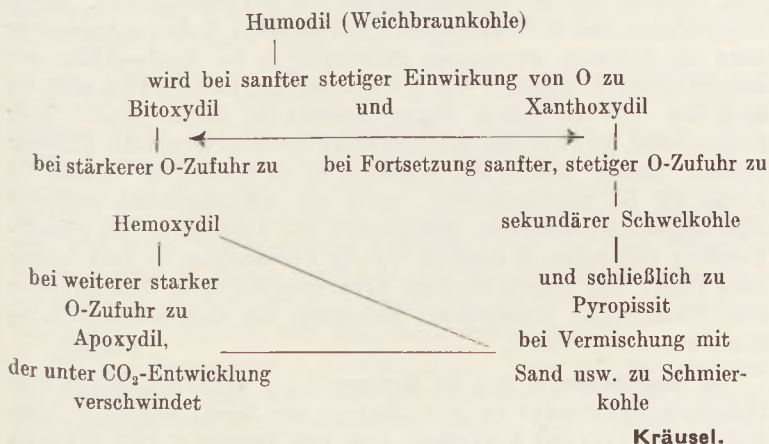 Humodil (Weichbraunkohle)
wird bei sanfter stetiger Einwirkung von O zu
Bitoxydil und Xanthoxydil
bei stärkerer O-Zufuhr zu bei Fortsetzung sanfter, stetiger O-Zufuhr zu
Hemoxydil sekundärer Schwelkohle
bei weiterer starker und schließlich zu
O-Zufuhr zu Pyropissit
Apoxydil, bei Vermischung mit
der unter CO₂-Entwicklung Sand usw. zu Schmier-
verschwindet kohle
Kräusel.